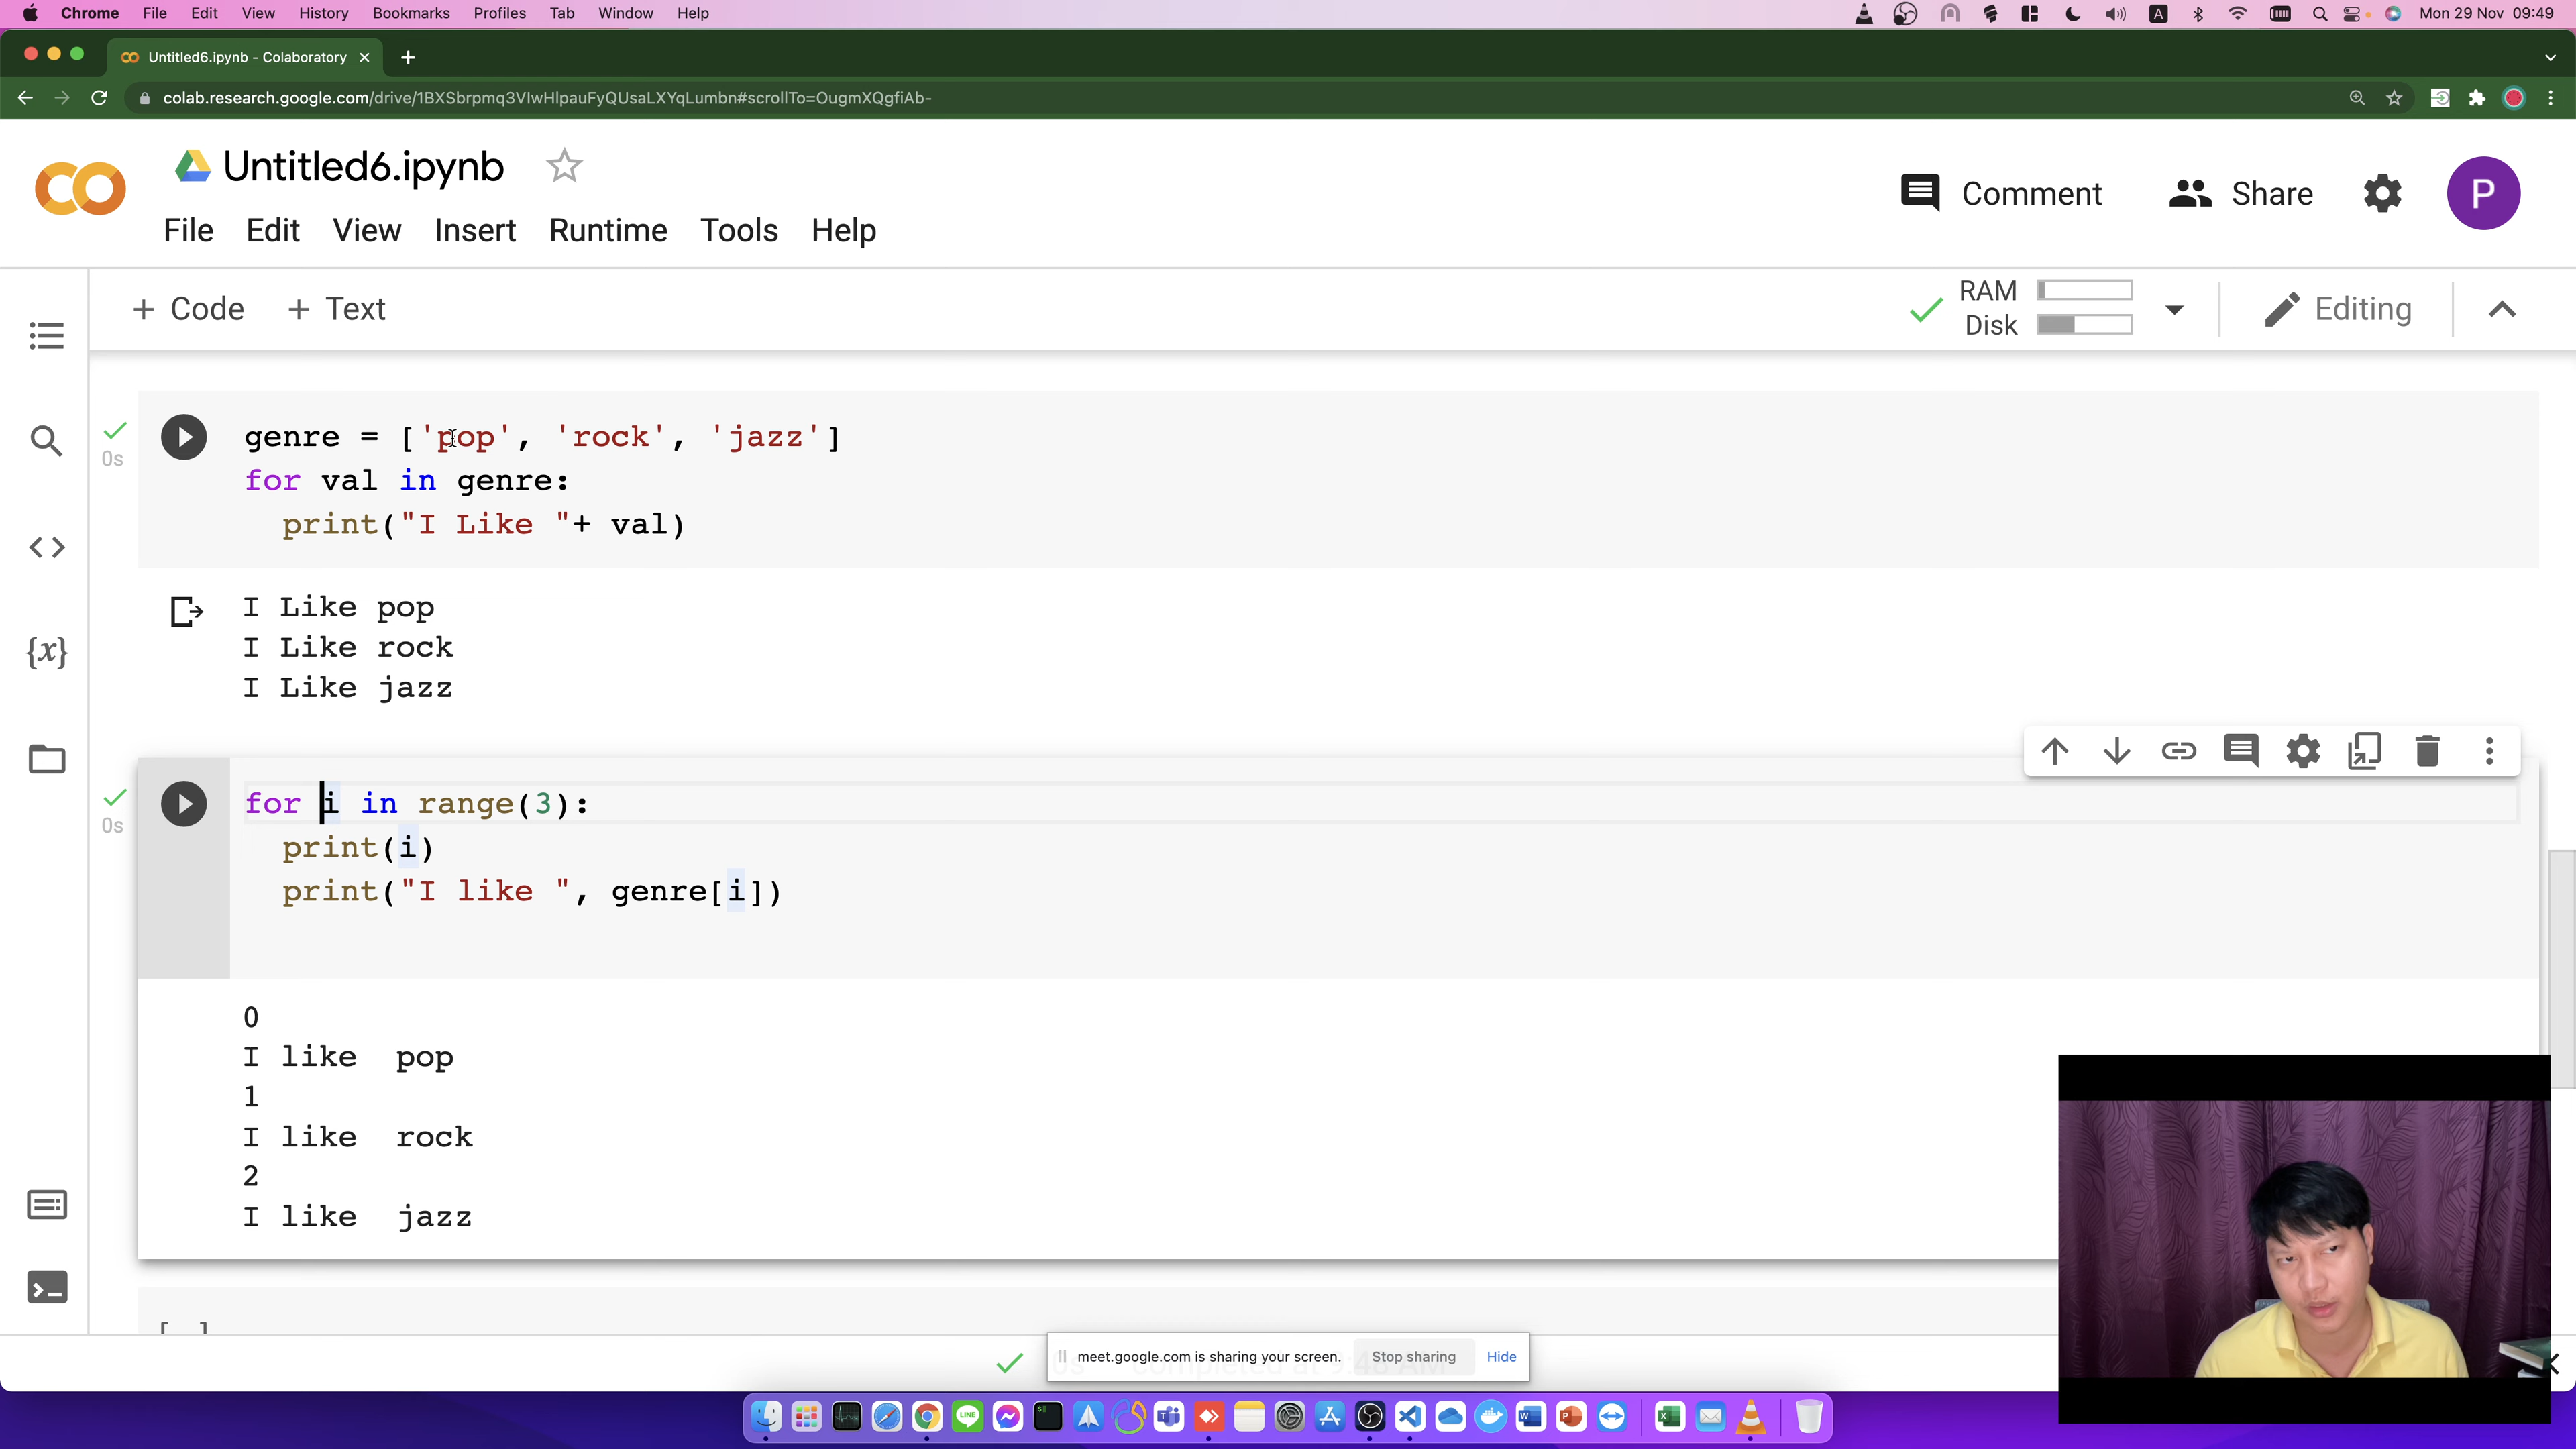 Chrome File Edit View History Bookmarks Profiles Tab Window Help
A
Mon 29 Nov 09:49
Untitled6.ipynb - Colaboratory
colab.research.google.com/drive/1BXSbrpmq3VIwHlpauFyQUsaLXYqLumbn#scrollTo=OugmXQgfiAb-
Untitled6.ipynb
File Edit View Insert Runtime Tools Help
Comment
Share
P
+ Code + Text
RAM
Disk
Editing
0s
genre = ['pop', 'rock', 'jazz']
for val in genre:
print("I Like "+ val)
I Like pop
I Like rock
I Like jazz
{x}
0s
for i in range(3):
print(i)
print("I like ", genre[i])
0
I like  pop
1
I like  rock
2
I like  jazz
[ ]
meet.google.com is sharing your screen.
Stop sharing
Hide
LINE